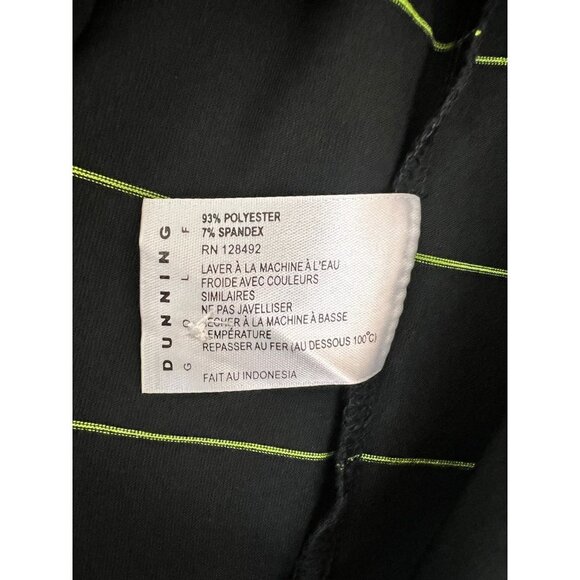 DUNNING
GOLF
93% POLYESTER
7% SPANDEX
RN 128492
LAVER À LA MACHINE À L'EAU
FROIDE AVEC COULEURS
SIMILAIRES
NE PAS JAVELLISER
SÉCHER À LA MACHINE À BASSE
TEMPÉRATURE
REPASSER AU FER (AU DESSOUS 100°C)
FAIT AU INDONESIA